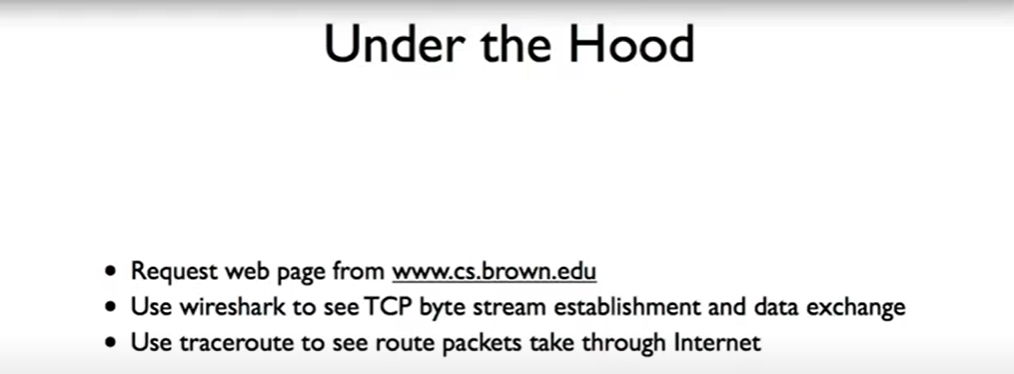 Under the Hood
• Request web page from www.cs.brown.edu
• Use wireshark to see TCP byte stream establishment and data exchange
• Use traceroute to see route packets take through Internet